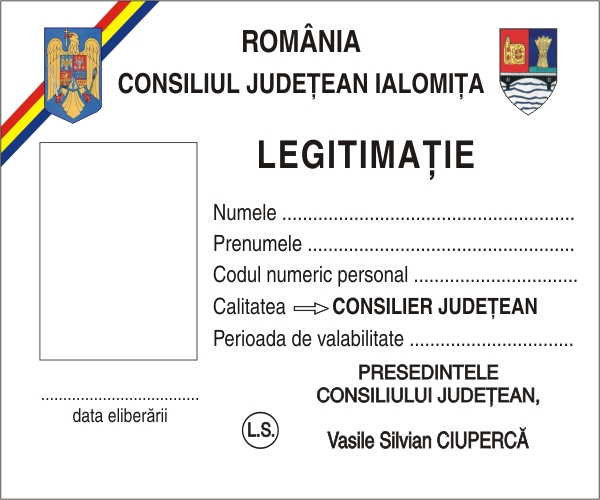 ROMÂNIA
CONSILIUL JUDEȚEAN IALOMIȚA
LEGITIMAȚIE
Numele ........................................................
Prenumele ...................................................
Codul numeric personal ................................
Calitatea ⇒ CONSILIER JUDEȚEAN
Perioada de valabilitate ................................
PRESEDINTELE
CONSILIULUI JUDEȚEAN,
Vasile Silvian CIUPERCĂ
.....................................
data eliberării
L.S.